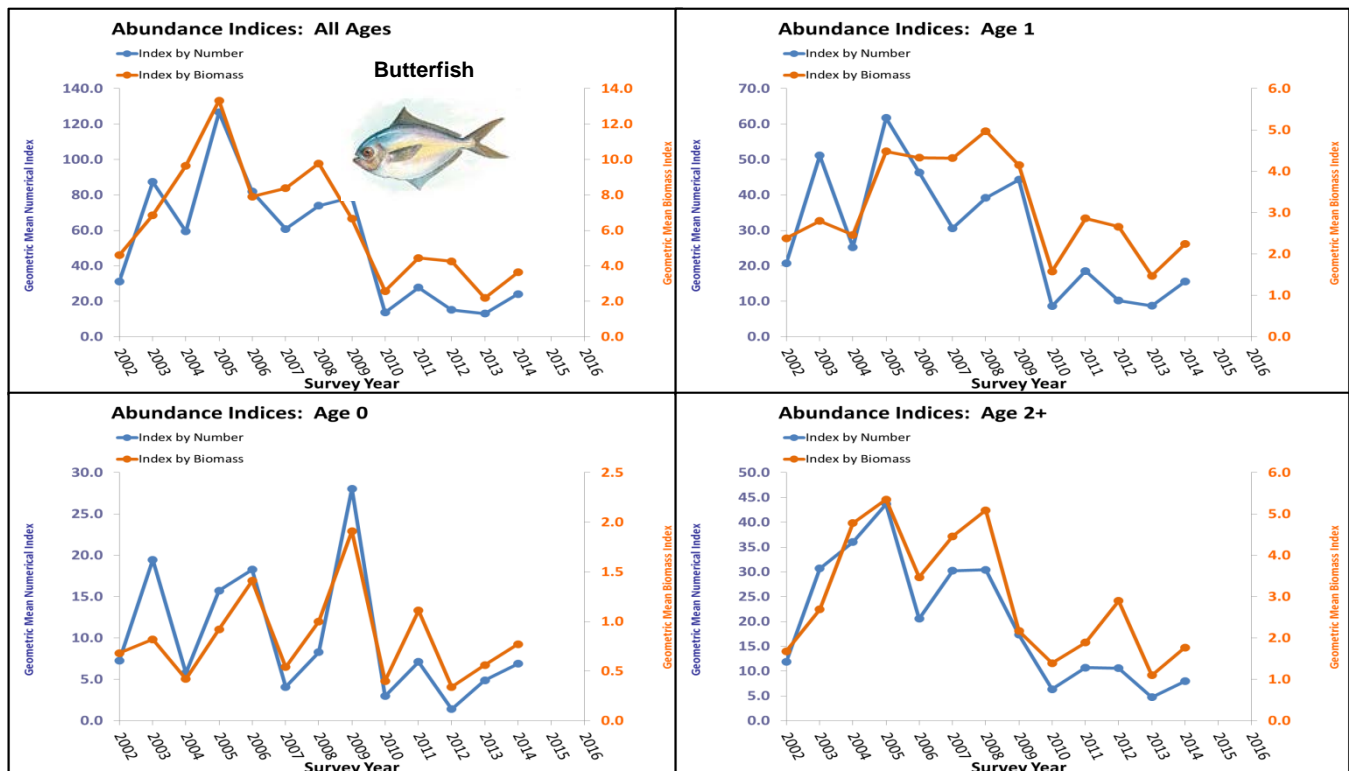 Abundance Indices: All Ages
Index by Number
Index by Biomass
Butterfish
Geometric Mean Numerical Index
140.0
120.0
100.0
80.0
60.0
40.0
20.0
0.0
14.0
12.0
10.0
8.0
6.0
4.0
2.0
0.0
Geometric Mean Biomass Index
2002 2003 2004 2005 2006 2007 2008 2009 2010 2011 2012 2013 2014 2015 2016
Survey Year
Abundance Indices: Age 1
Index by Number
Index by Biomass
Geometric Mean Numerical Index
70.0
60.0
50.0
40.0
30.0
20.0
10.0
0.0
6.0
5.0
4.0
3.0
2.0
1.0
0.0
Geometric Mean Biomass Index
2002 2003 2004 2005 2006 2007 2008 2009 2010 2011 2012 2013 2014 2015 2016
Survey Year
Abundance Indices: Age 0
Index by Number
Index by Biomass
Geometric Mean Numerical Index
30.0
25.0
20.0
15.0
10.0
5.0
0.0
2.5
2.0
1.5
1.0
0.5
0.0
Geometric Mean Biomass Index
2002 2003 2004 2005 2006 2007 2008 2009 2010 2011 2012 2013 2014 2015 2016
Survey Year
Abundance Indices: Age 2+
Index by Number
Index by Biomass
Geometric Mean Numerical Index
50.0
45.0
40.0
35.0
30.0
25.0
20.0
15.0
10.0
5.0
0.0
6.0
5.0
4.0
3.0
2.0
1.0
0.0
Geometric Mean Biomass Index
2002 2003 2004 2005 2006 2007 2008 2009 2010 2011 2012 2013 2014 2015 2016
Survey Year